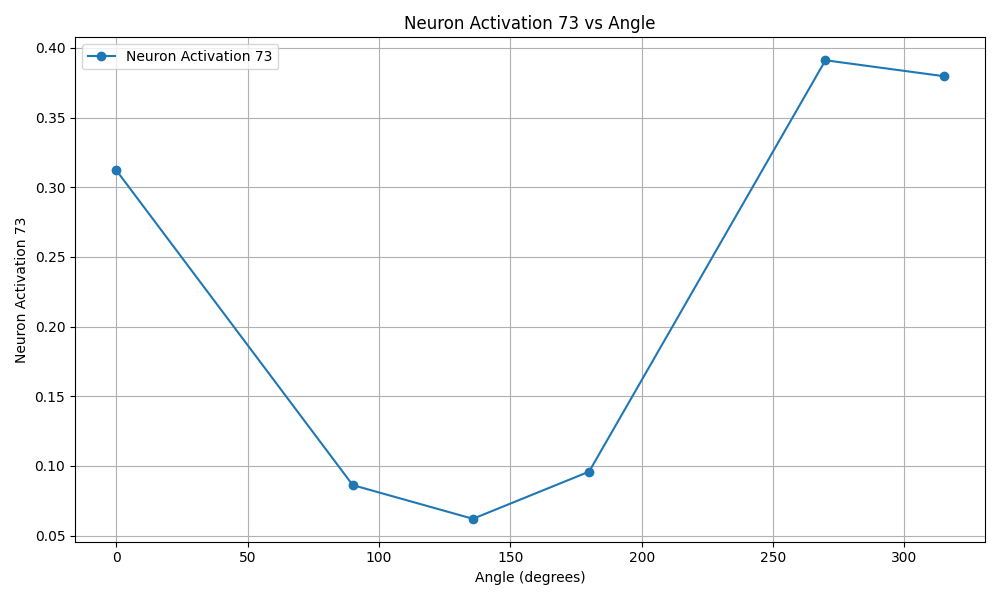 Neuron Activation 73 vs Angle
Neuron Activation 73
0.40
0.35
0.30
0.25
0.20
0.15
0.10
0.05
Neuron Activation 73
0 50 100 150 200 250 300
Angle (degrees)